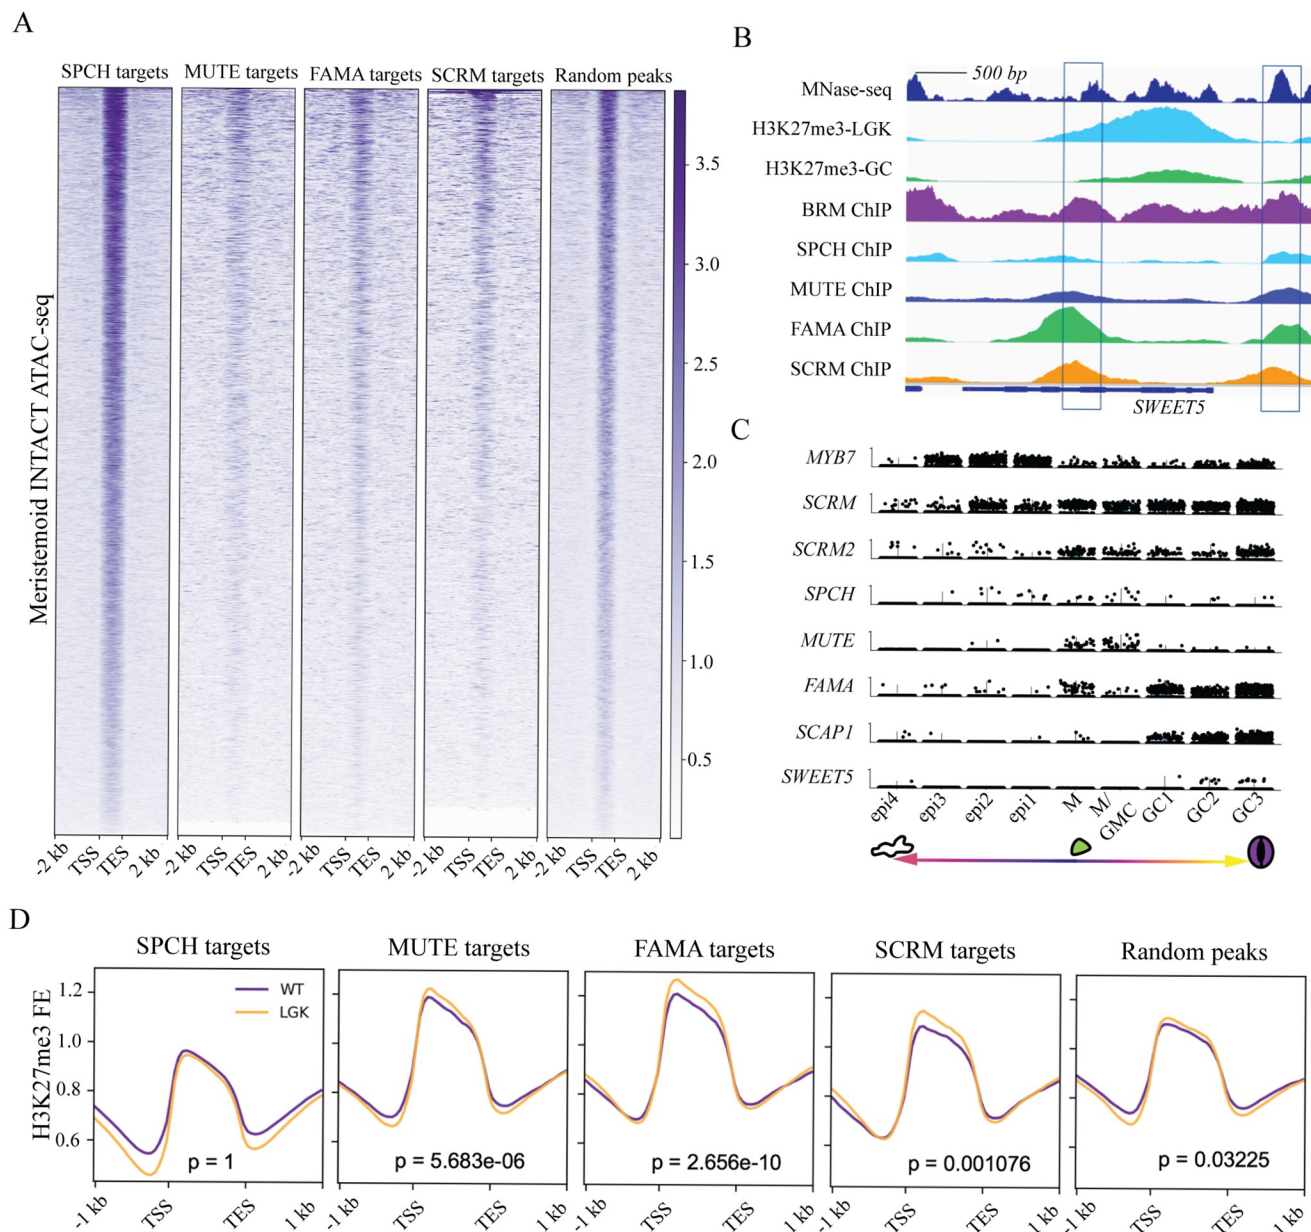 A
SPCH targets MUTE targets FAMA targets SCRM targets Random peaks
Meristemoid INTACT ATAC-seq
3.5
3.0
2.5
2.0
1.5
1.0
0.5
-2 kb TSS TES 2 kb -2 kb TSS TES 2 kb -2 kb TSS TES 2 kb -2 kb TSS TES 2 kb -2 kb TSS TES 2 kb
B
500 bp
MNase-seq
H3K27me3-LGK
H3K27me3-GC
BRM ChIP
SPCH ChIP
MUTE ChIP
FAMA ChIP
SCRM ChIP
SWEET5
C
MYB7
SCRM
SCRM2
SPCH
MUTE
FAMA
SCAP1
SWEET5
epi4 epi3 epi2 epi1 M M/ GC1 GC2 GC3
GMC
D
SPCH targets MUTE targets FAMA targets SCRM targets Random peaks
H3K27me3 FE
1.2
1.0
0.8
0.6
WT
LGK
p = 1 p = 5.683e-06 p = 2.656e-10 p = 0.001076 p = 0.03225
-1 kb TSS TES 1 kb -1 kb TSS TES 1 kb -1 kb TSS TES 1 kb -1 kb TSS TES 1 kb -1 kb TSS TES 1 kb